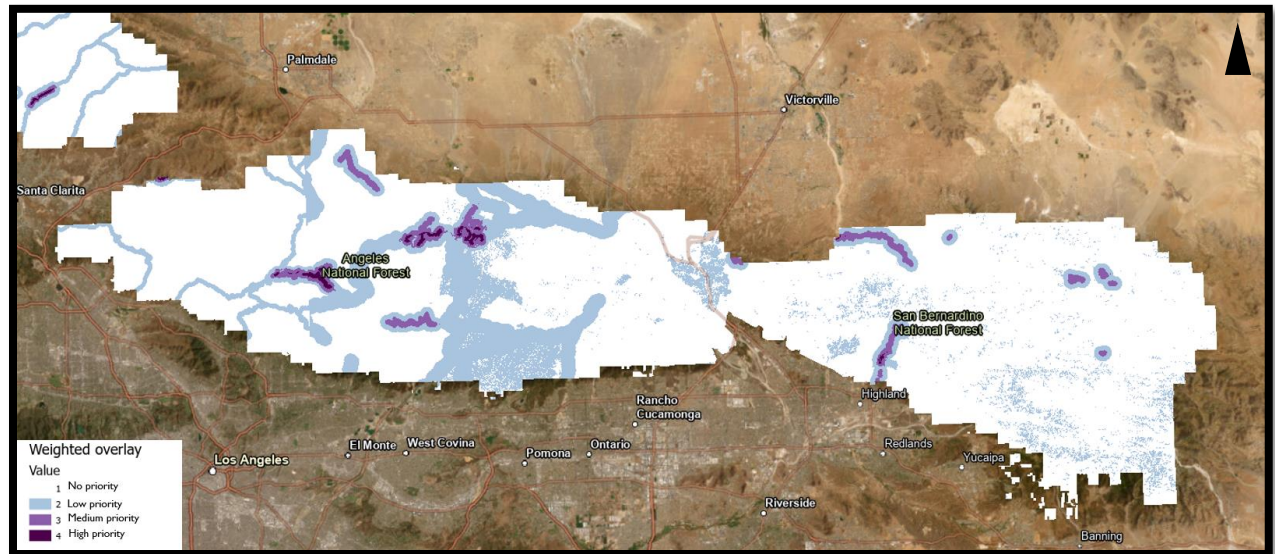 Palmdale
Victorville
Santa Clarita
Angeles
National Forest
San Bernardino
National Forest
Highland
Rancho
Cucamonga
El Monte
West Covina
Pomona
Ontario
Redlands
Yucaipa
Los Angeles
Riverside
Banning
Weighted overlay
Value
1 No priority
2 Low priority
3 Medium priority
4 High priority